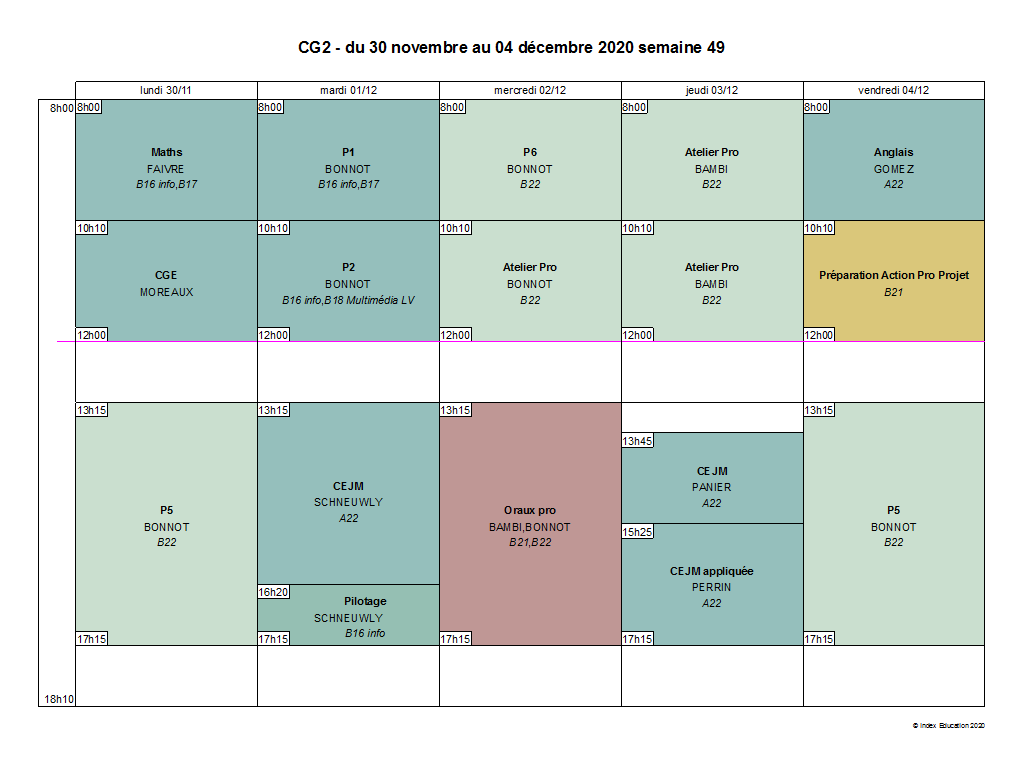 CG2 - du 30 novembre au 04 décembre 2020 semaine 49
lundi 30/11
mardi 01/12
mercredi 02/12
jeudi 03/12
vendredi 04/12
8h00
8h00
8h00
8h00
8h00
8h00
Maths
FAIVRE
B16 info,B17
P1
BONNOT
B16 info,B17
P6
BONNOT
B22
Atelier Pro
BAMBI
B22
Anglais
GOMEZ
A22
10h10
10h10
10h10
10h10
10h10
CGE
MOREAUX
P2
BONNOT
B16 info,B18 Multimédia LV
Atelier Pro
BONNOT
B22
Atelier Pro
BAMBI
B22
Préparation Action Pro Projet
B21
12h00
12h00
12h00
12h00
12h00
13h15
13h15
13h15
13h15
13h45
P5
BONNOT
B22
CEJM
SCHNEUWLY
A22
Oraux pro
BAMBI,BONNOT
B21,B22
CEJM
PANIER
A22
P5
BONNOT
B22
15h25
CEJM appliquée
PERRIN
A22
16h20
Pilotage
SCHNEUWLY
B16 info
17h15
17h15
17h15
17h15
17h15
18h10
© Index Education 2020